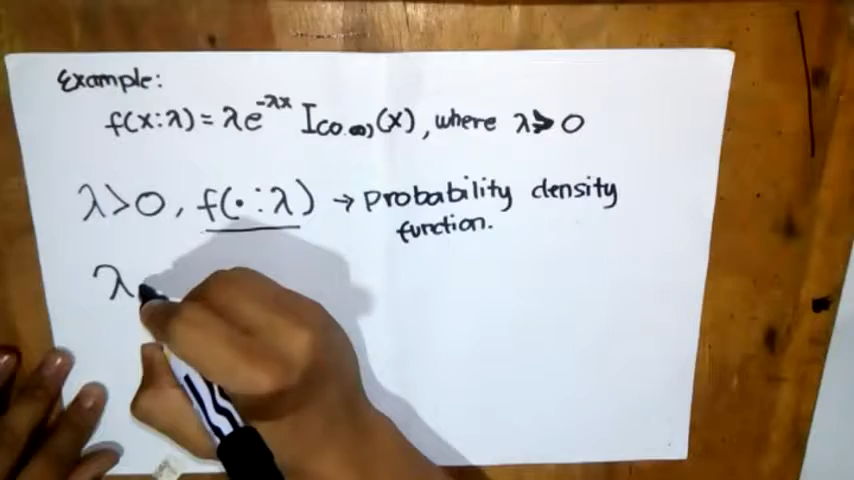 Example:
f(x:λ) = λe^{-λx} I_{(0,∞)}(x), where λ > 0
λ>0, f(•:λ) → probability density
function.
λ